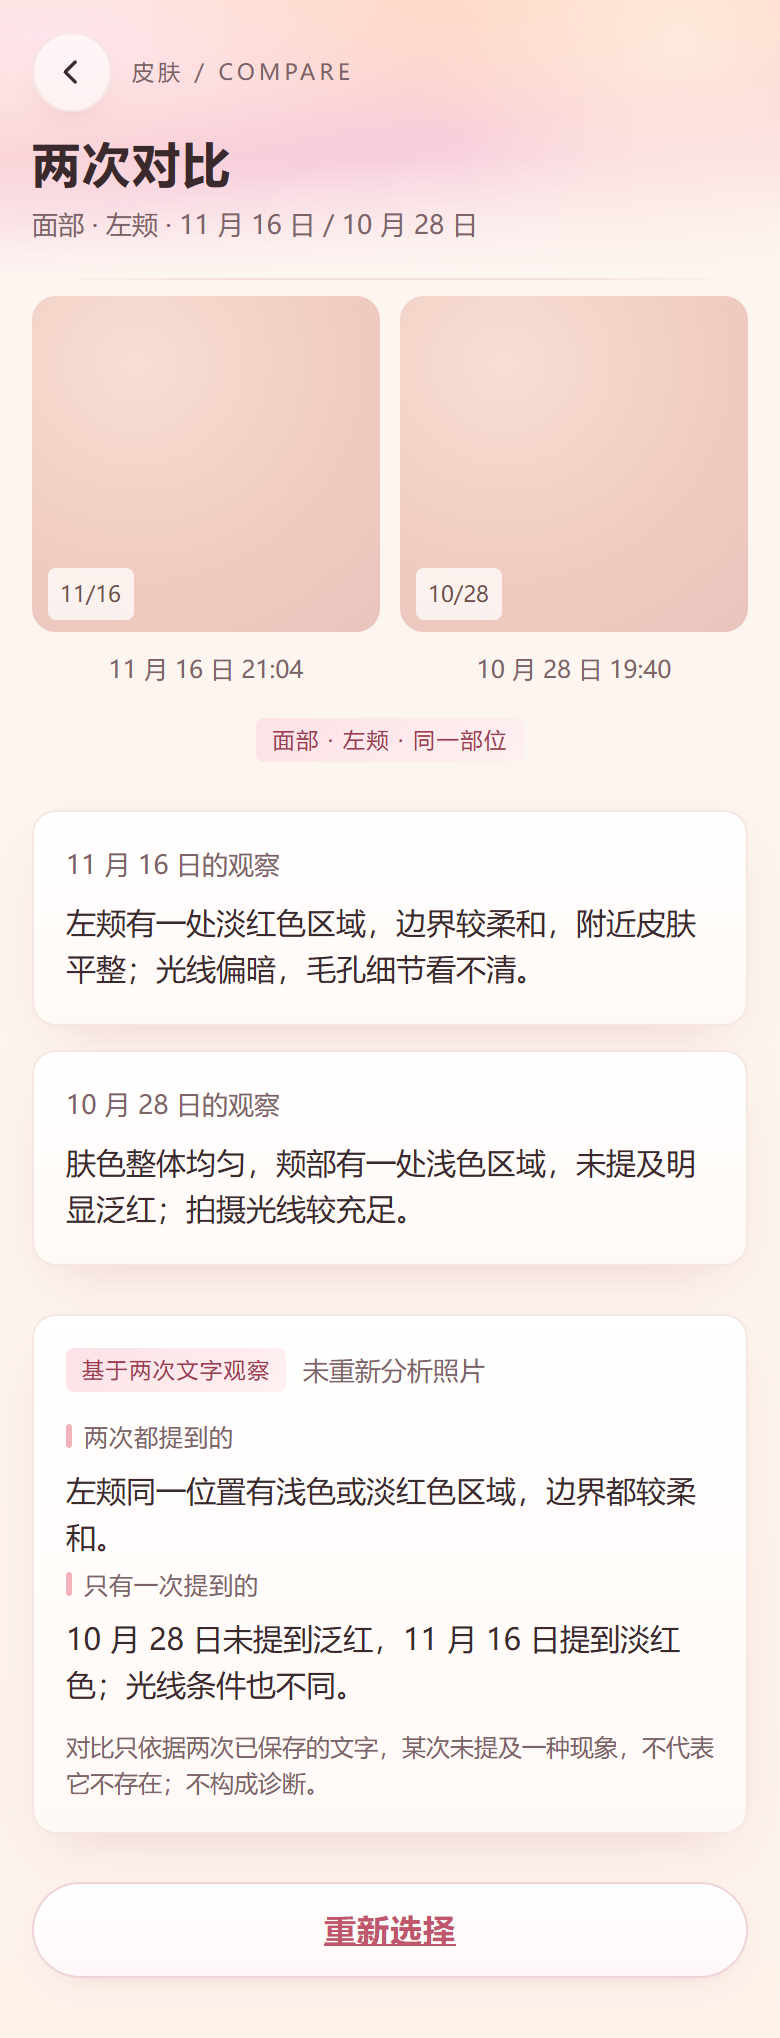 皮肤 / COMPARE
两次对比
面部 · 左颊 · 11 月 16 日 / 10 月 28 日
11/16
10/28
11 月 16 日 21:04
10 月 28 日 19:40
面部 · 左颊 · 同一部位
11 月 16 日的观察
左颊有一处淡红色区域，边界较柔和，附近皮肤
平整；光线偏暗，毛孔细节看不清。
10 月 28 日的观察
肤色整体均匀，颊部有一处浅色区域，未提及明
显泛红；拍摄光线较充足。
基于两次文字观察 未重新分析照片
两次都提到的
左颊同一位置有浅色或淡红色区域，边界都较柔
和。
只有一次提到的
10 月 28 日未提到泛红，11 月 16 日提到淡红
色；光线条件也不同。
对比只依据两次已保存的文字，某次未提及一种现象，不代表
它不存在；不构成诊断。
重新选择